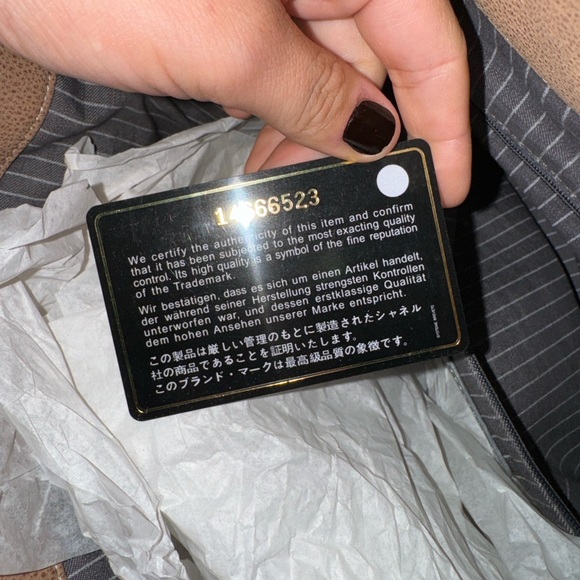 We certify the authenticity of this item and confirm
that it has been subjected to the most exacting quality
control. Its high quality is a symbol of the fine reputation
of the Trademark.
Wir bestätigen, dass es sich um einen Artikel handelt,
der während seiner Herstellung strengsten Kontrollen
unterworfen war, und dessen erstklassige Qualität
dem hohen Ansehen unserer Marke entspricht.
この製品は厳しい管理のもとに製造されたシャネル
社の商品であることを証明いたします。
このブランド・マークは最高級品質の象徴です。